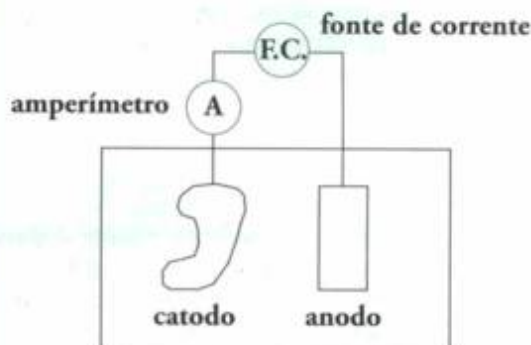 fonte de corrente
F.C.
amperímetro
A
catodo
anodo